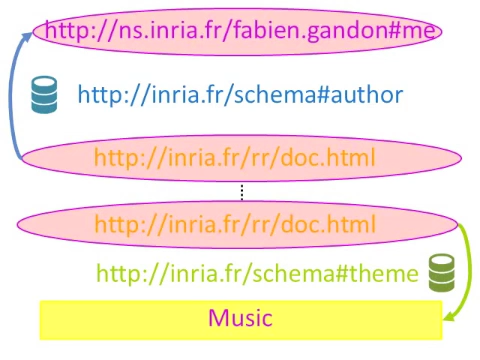 http://ns.inria.fr/fabien.gandon#me
http://inria.fr/schema#author
http://inria.fr/rr/doc.html
http://inria.fr/rr/doc.html
http://inria.fr/schema#theme
Music